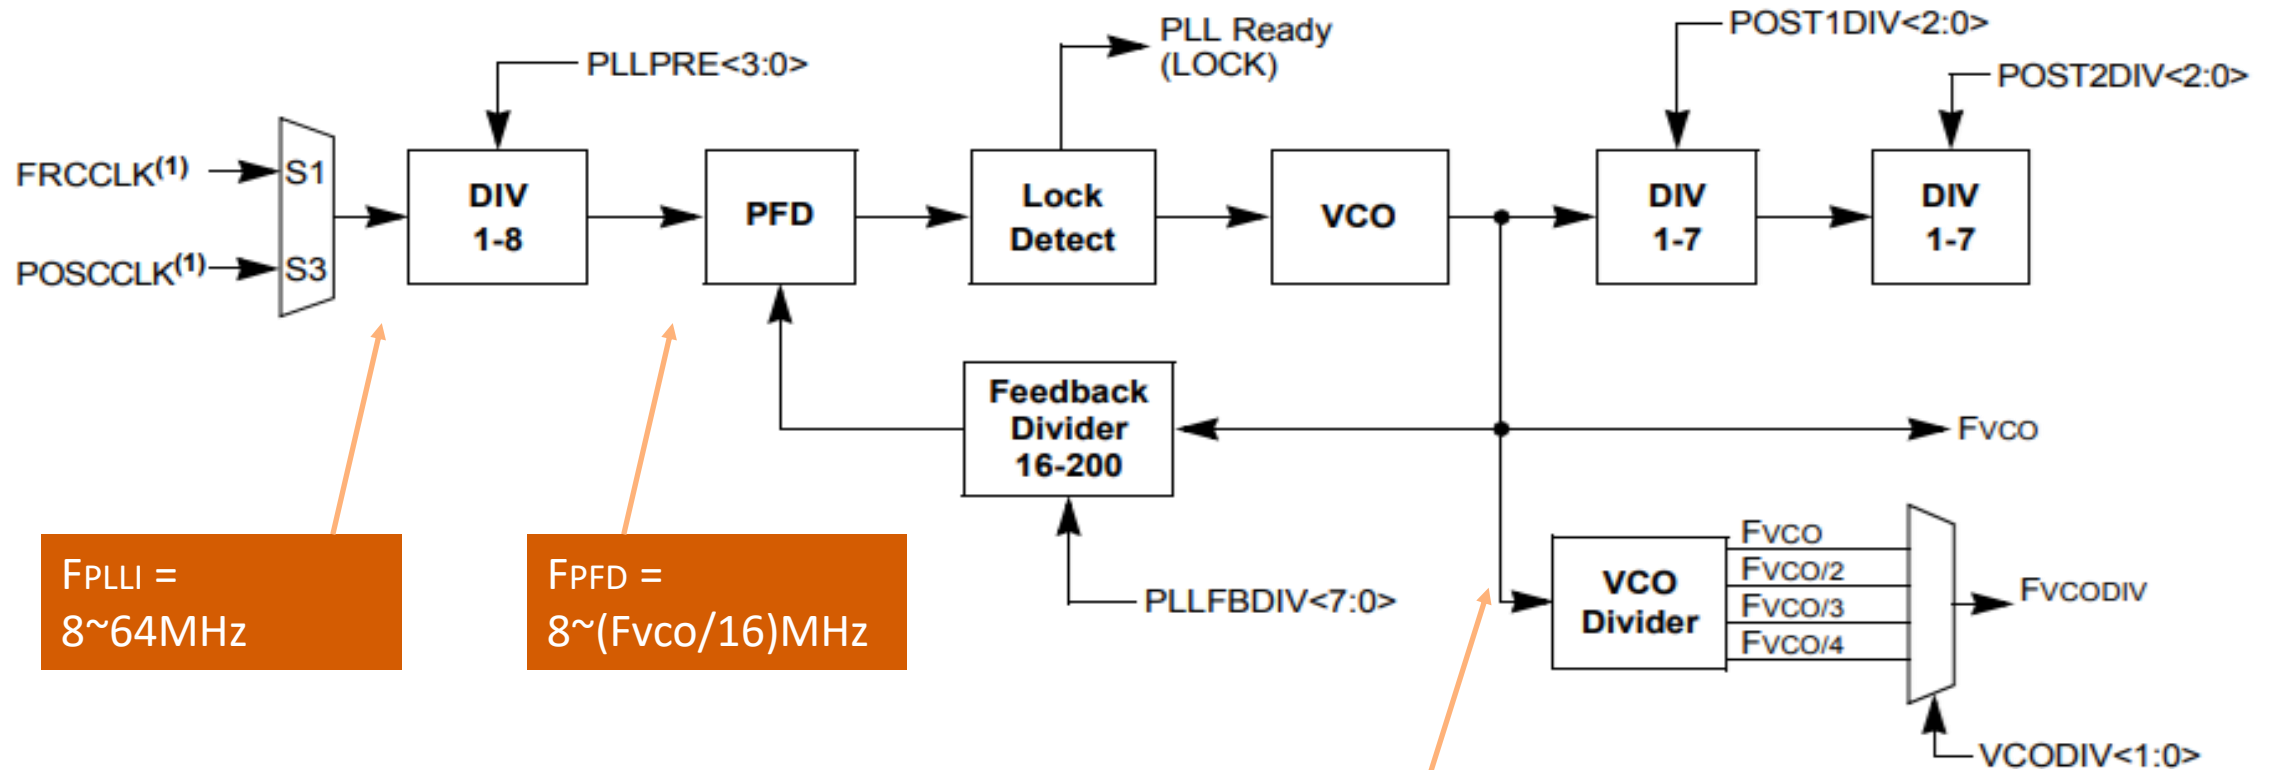 PLL Ready
(LOCK)
POST1DIV<2:0>
PLLPRE<3:0>
POST2DIV<2:0>
FRCCLK(1)
S1
POSCCLK(1)
S3
DIV
1-8
PFD
Lock
Detect
VCO
DIV
1-7
DIV
1-7
Feedback
Divider
16-200
FVCO
FPLLI =
8~64MHz
FPFD =
8~(Fvco/16)MHz
PLLFBDIV<7:0>
VCO
Divider
FVCO
FVCO/2
FVCO/3
FVCO/4
FVCODIV
VCODIV<1:0>